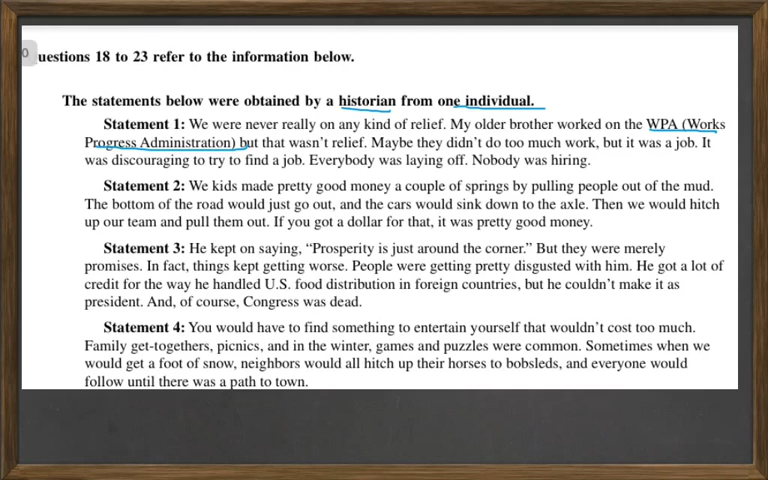 uestions 18 to 23 refer to the information below.
The statements below were obtained by a historian from one individual.
Statement 1: We were never really on any kind of relief. My older brother worked on the WPA (Works
Progress Administration) but that wasn't relief. Maybe they didn't do too much work, but it was a job. It
was discouraging to try to find a job. Everybody was laying off. Nobody was hiring.
Statement 2: We kids made pretty good money a couple of springs by pulling people out of the mud.
The bottom of the road would just go out, and the cars would sink down to the axle. Then we would hitch
up our team and pull them out. If you got a dollar for that, it was pretty good money.
Statement 3: He kept on saying, “Prosperity is just around the corner.” But they were merely
promises. In fact, things kept getting worse. People were getting pretty disgusted with him. He got a lot of
credit for the way he handled U.S. food distribution in foreign countries, but he couldn't make it as
president. And, of course, Congress was dead.
Statement 4: You would have to find something to entertain yourself that wouldn't cost too much.
Family get-togethers, picnics, and in the winter, games and puzzles were common. Sometimes when we
would get a foot of snow, neighbors would all hitch up their horses to bobsleds, and everyone would
follow until there was a path to town.